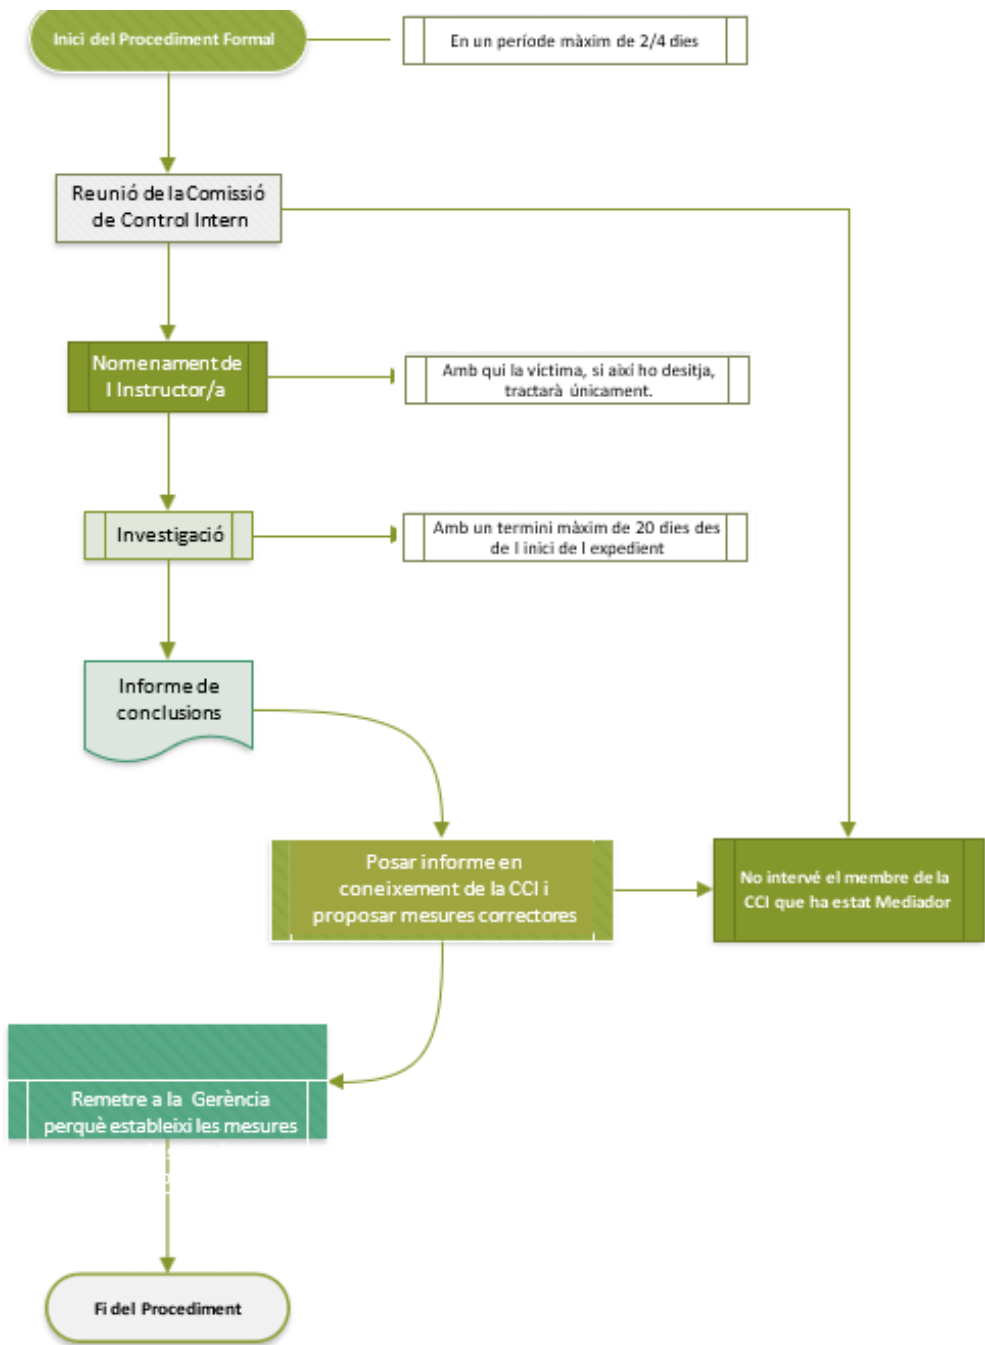 Inici del Procediment Formal
En un període màxim de 2/4 dies
Reunió de la Comissió
de Control Intern
Nomenament de
l Instructor/a
Amb qui la víctima, si així ho desitja,
tractarà únicament.
Investigació
Amb un termini màxim de 20 dies des
de l inici de l expedient
Informe de
conclusions
Posar informe en
coneixement de la CCI i
proposar mesures correctores
No intervé el membre de la
CCI que ha estat Mediador
Remetre a la Gerència
perquè estableixi les mesures
Fi del Procediment